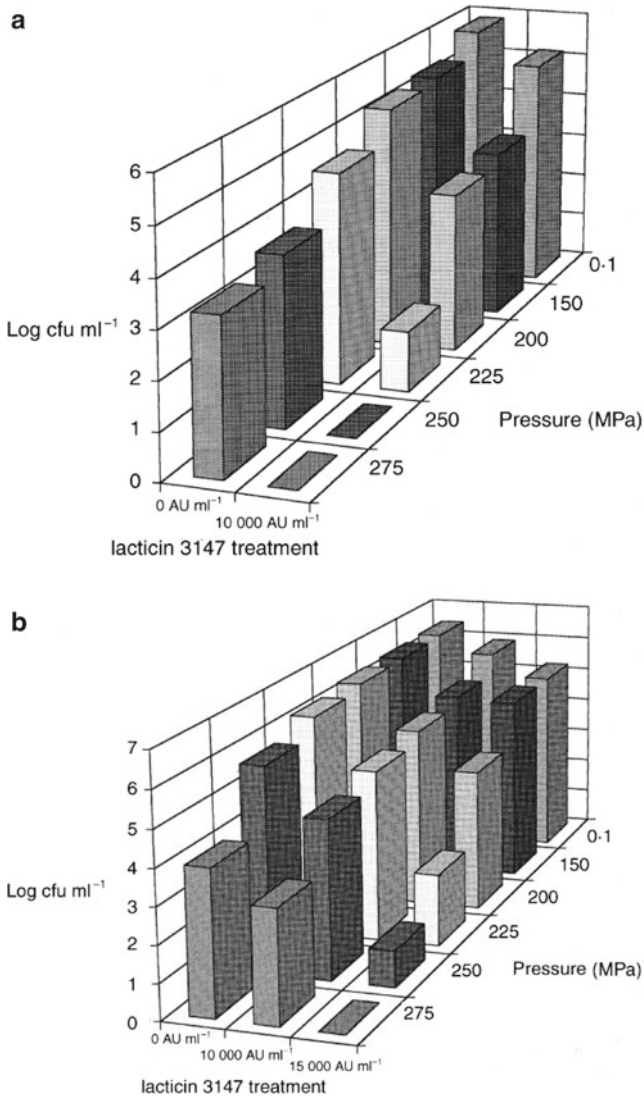 a
6
5
4
3
2
1
0
Log cfu ml⁻¹
0·1
150
200
225
250
275
Pressure (MPa)
0 AU ml⁻¹
10 000 AU ml⁻¹
lacticin 3147 treatment
b
7
6
5
4
3
2
1
0
Log cfu ml⁻¹
0·1
150
200
225
250
275
Pressure (MPa)
0 AU ml⁻¹
10 000 AU ml⁻¹
15 000 AU ml⁻¹
lacticin 3147 treatment